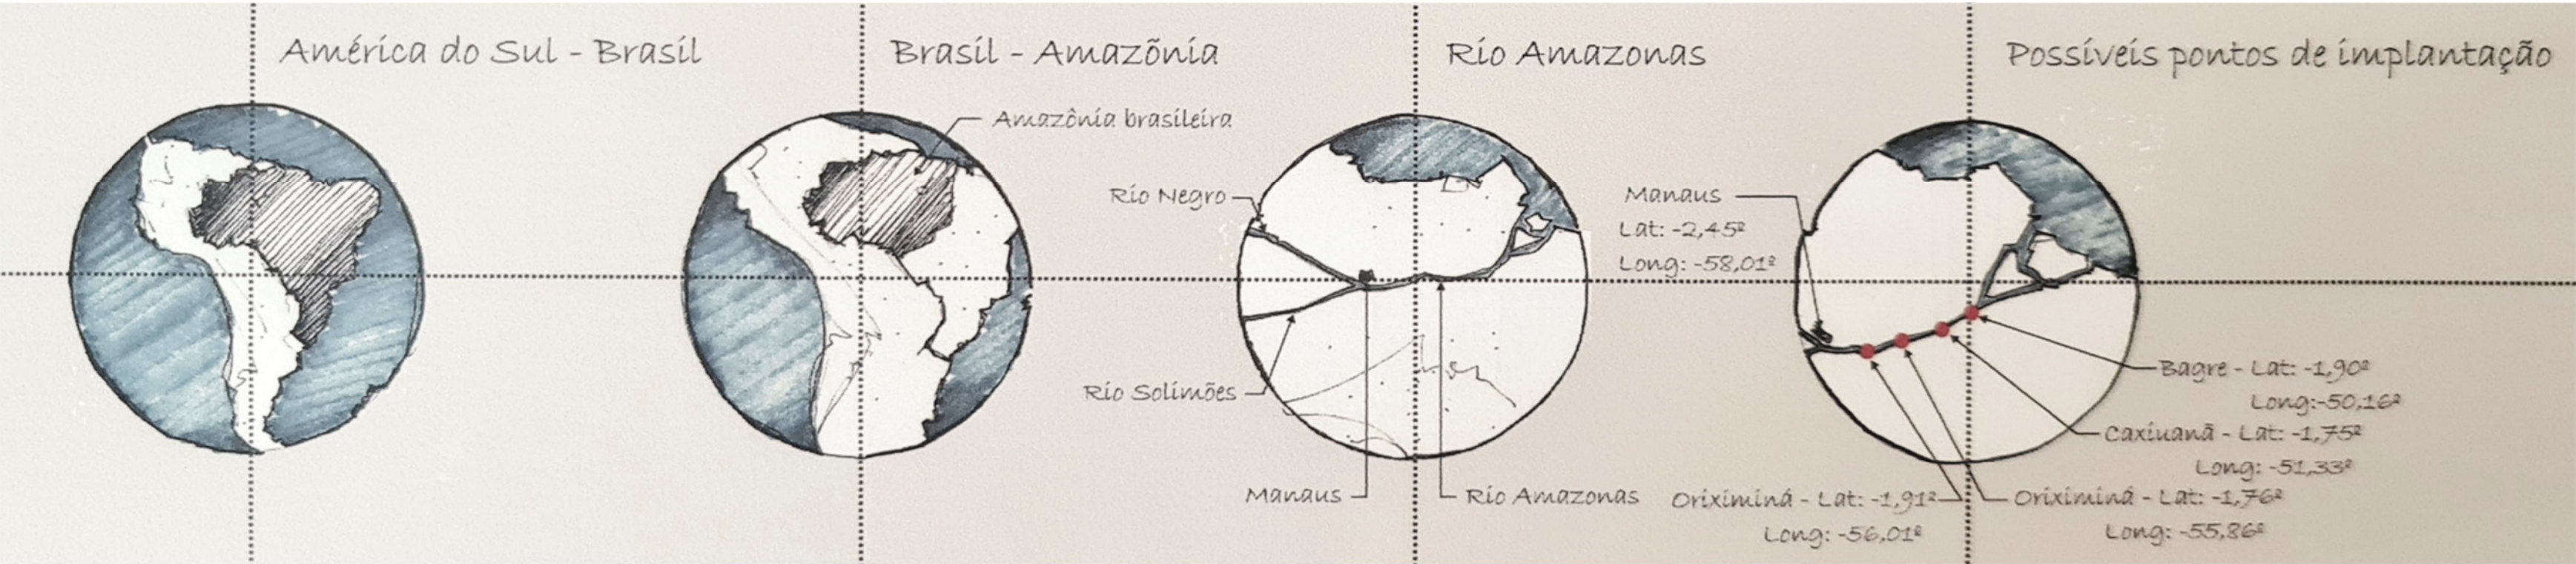 América do Sul - Brasil
Brasil - Amazõnia
Amazônia brasileira
Rio Amazonas
Rio Negro
Rio Solimões
Manaus
Rio Amazonas
Possíveis pontos de implantação
Manaus
Lat: -2,45º
Long: -58,01º
Bagre - Lat: -1,90º
Long:-50,16º
Caxiuanã - Lat: -1,75º
Long: -51,33º
Oriximiná - Lat: -1,91º
Long: -56,01º
Oriximiná - Lat: -1,76º
Long: -55,86º